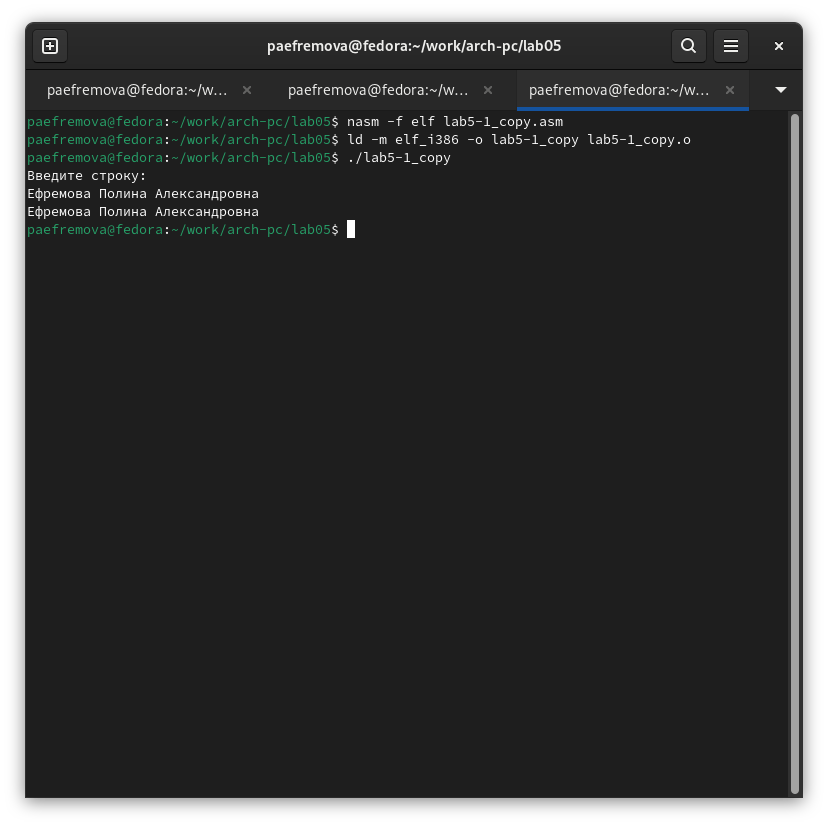 paefremova@fedora:~/work/arch-pc/lab05
paefremova@fedora:~/w... paefremova@fedora:~/w... paefremova@fedora:~/w...
paefremova@fedora:~/work/arch-pc/lab05$ nasm -f elf lab5-1_copy.asm
paefremova@fedora:~/work/arch-pc/lab05$ ld -m elf_i386 -o lab5-1_copy lab5-1_copy.o
paefremova@fedora:~/work/arch-pc/lab05$ ./lab5-1_copy
Введите строку:
Ефремова Полина Александровна
Ефремова Полина Александровна
paefremova@fedora:~/work/arch-pc/lab05$